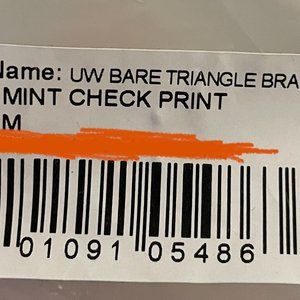 Name: UW BARE TRIANGLE BRA
MINT CHECK PRINT
M
01091 05486